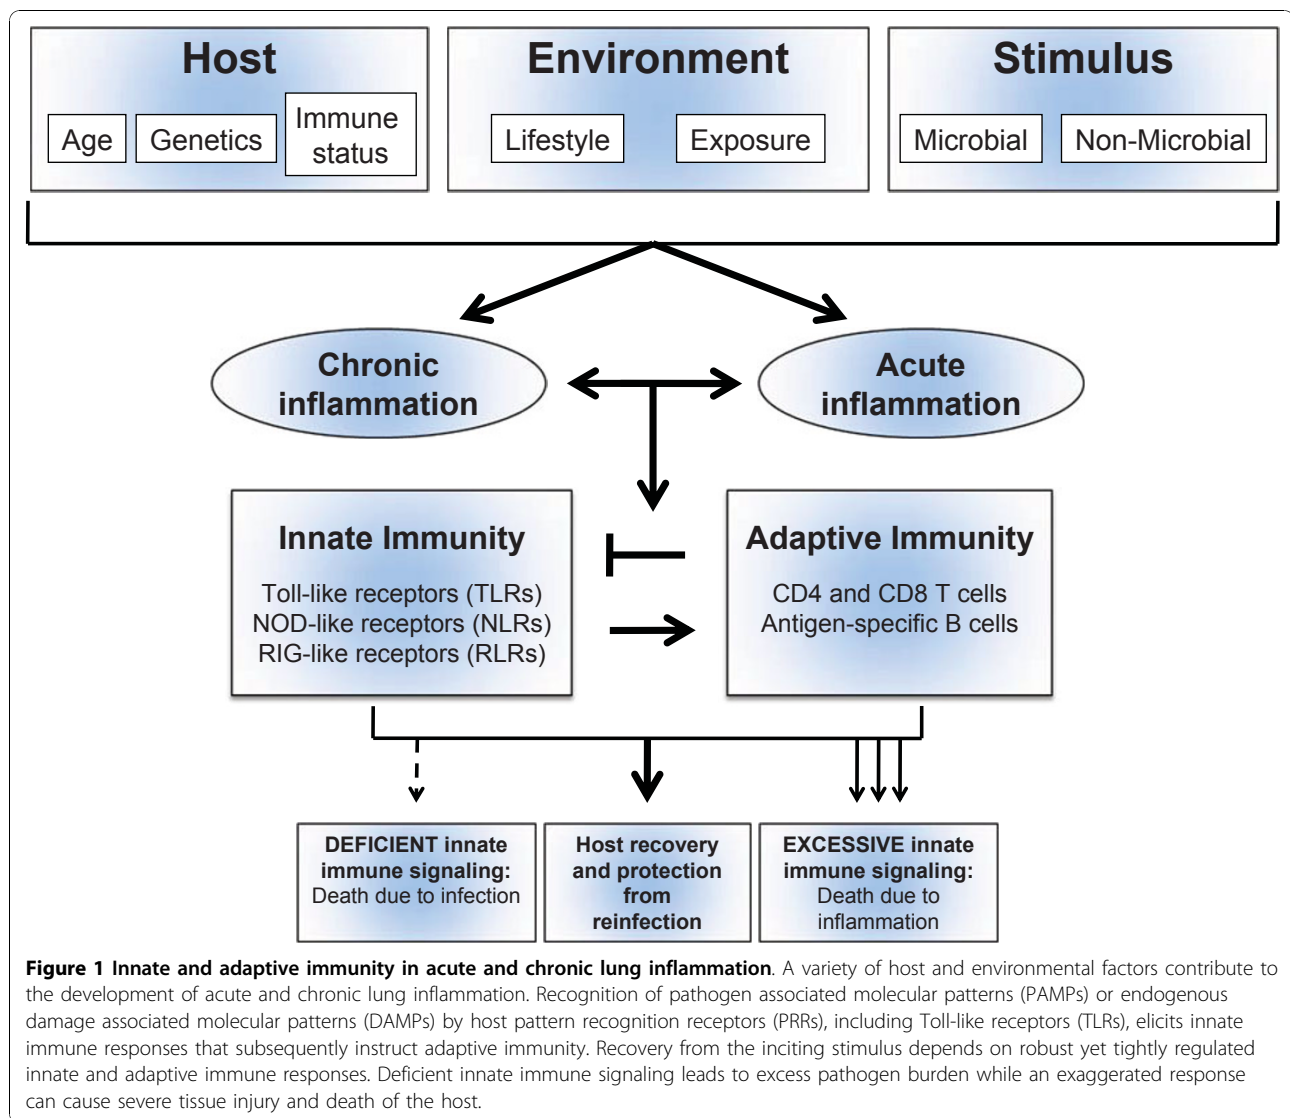 Host
Age
Genetics
Immune
status
Environment
Lifestyle
Exposure
Stimulus
Microbial
Non-Microbial
Chronic
inflammation
Acute
inflammation
Innate Immunity
Toll-like receptors (TLRs)
NOD-like receptors (NLRs)
RIG-like receptors (RLRs)
Adaptive Immunity
CD4 and CD8 T cells
Antigen-specific B cells
DEFICIENT innate
immune signaling:
Death due to infection
Host recovery
and protection
from
reinfection
EXCESSIVE innate
immune signaling:
Death due to
inflammation
Figure 1 Innate and adaptive immunity in acute and chronic lung inflammation. A variety of host and environmental factors contribute to
the development of acute and chronic lung inflammation. Recognition of pathogen associated molecular patterns (PAMPs) or endogenous
damage associated molecular patterns (DAMPs) by host pattern recognition receptors (PRRs), including Toll-like receptors (TLRs), elicits innate
immune responses that subsequently instruct adaptive immunity. Recovery from the inciting stimulus depends on robust yet tightly regulated
innate and adaptive immune responses. Deficient innate immune signaling leads to excess pathogen burden while an exaggerated response
can cause severe tissue injury and death of the host.